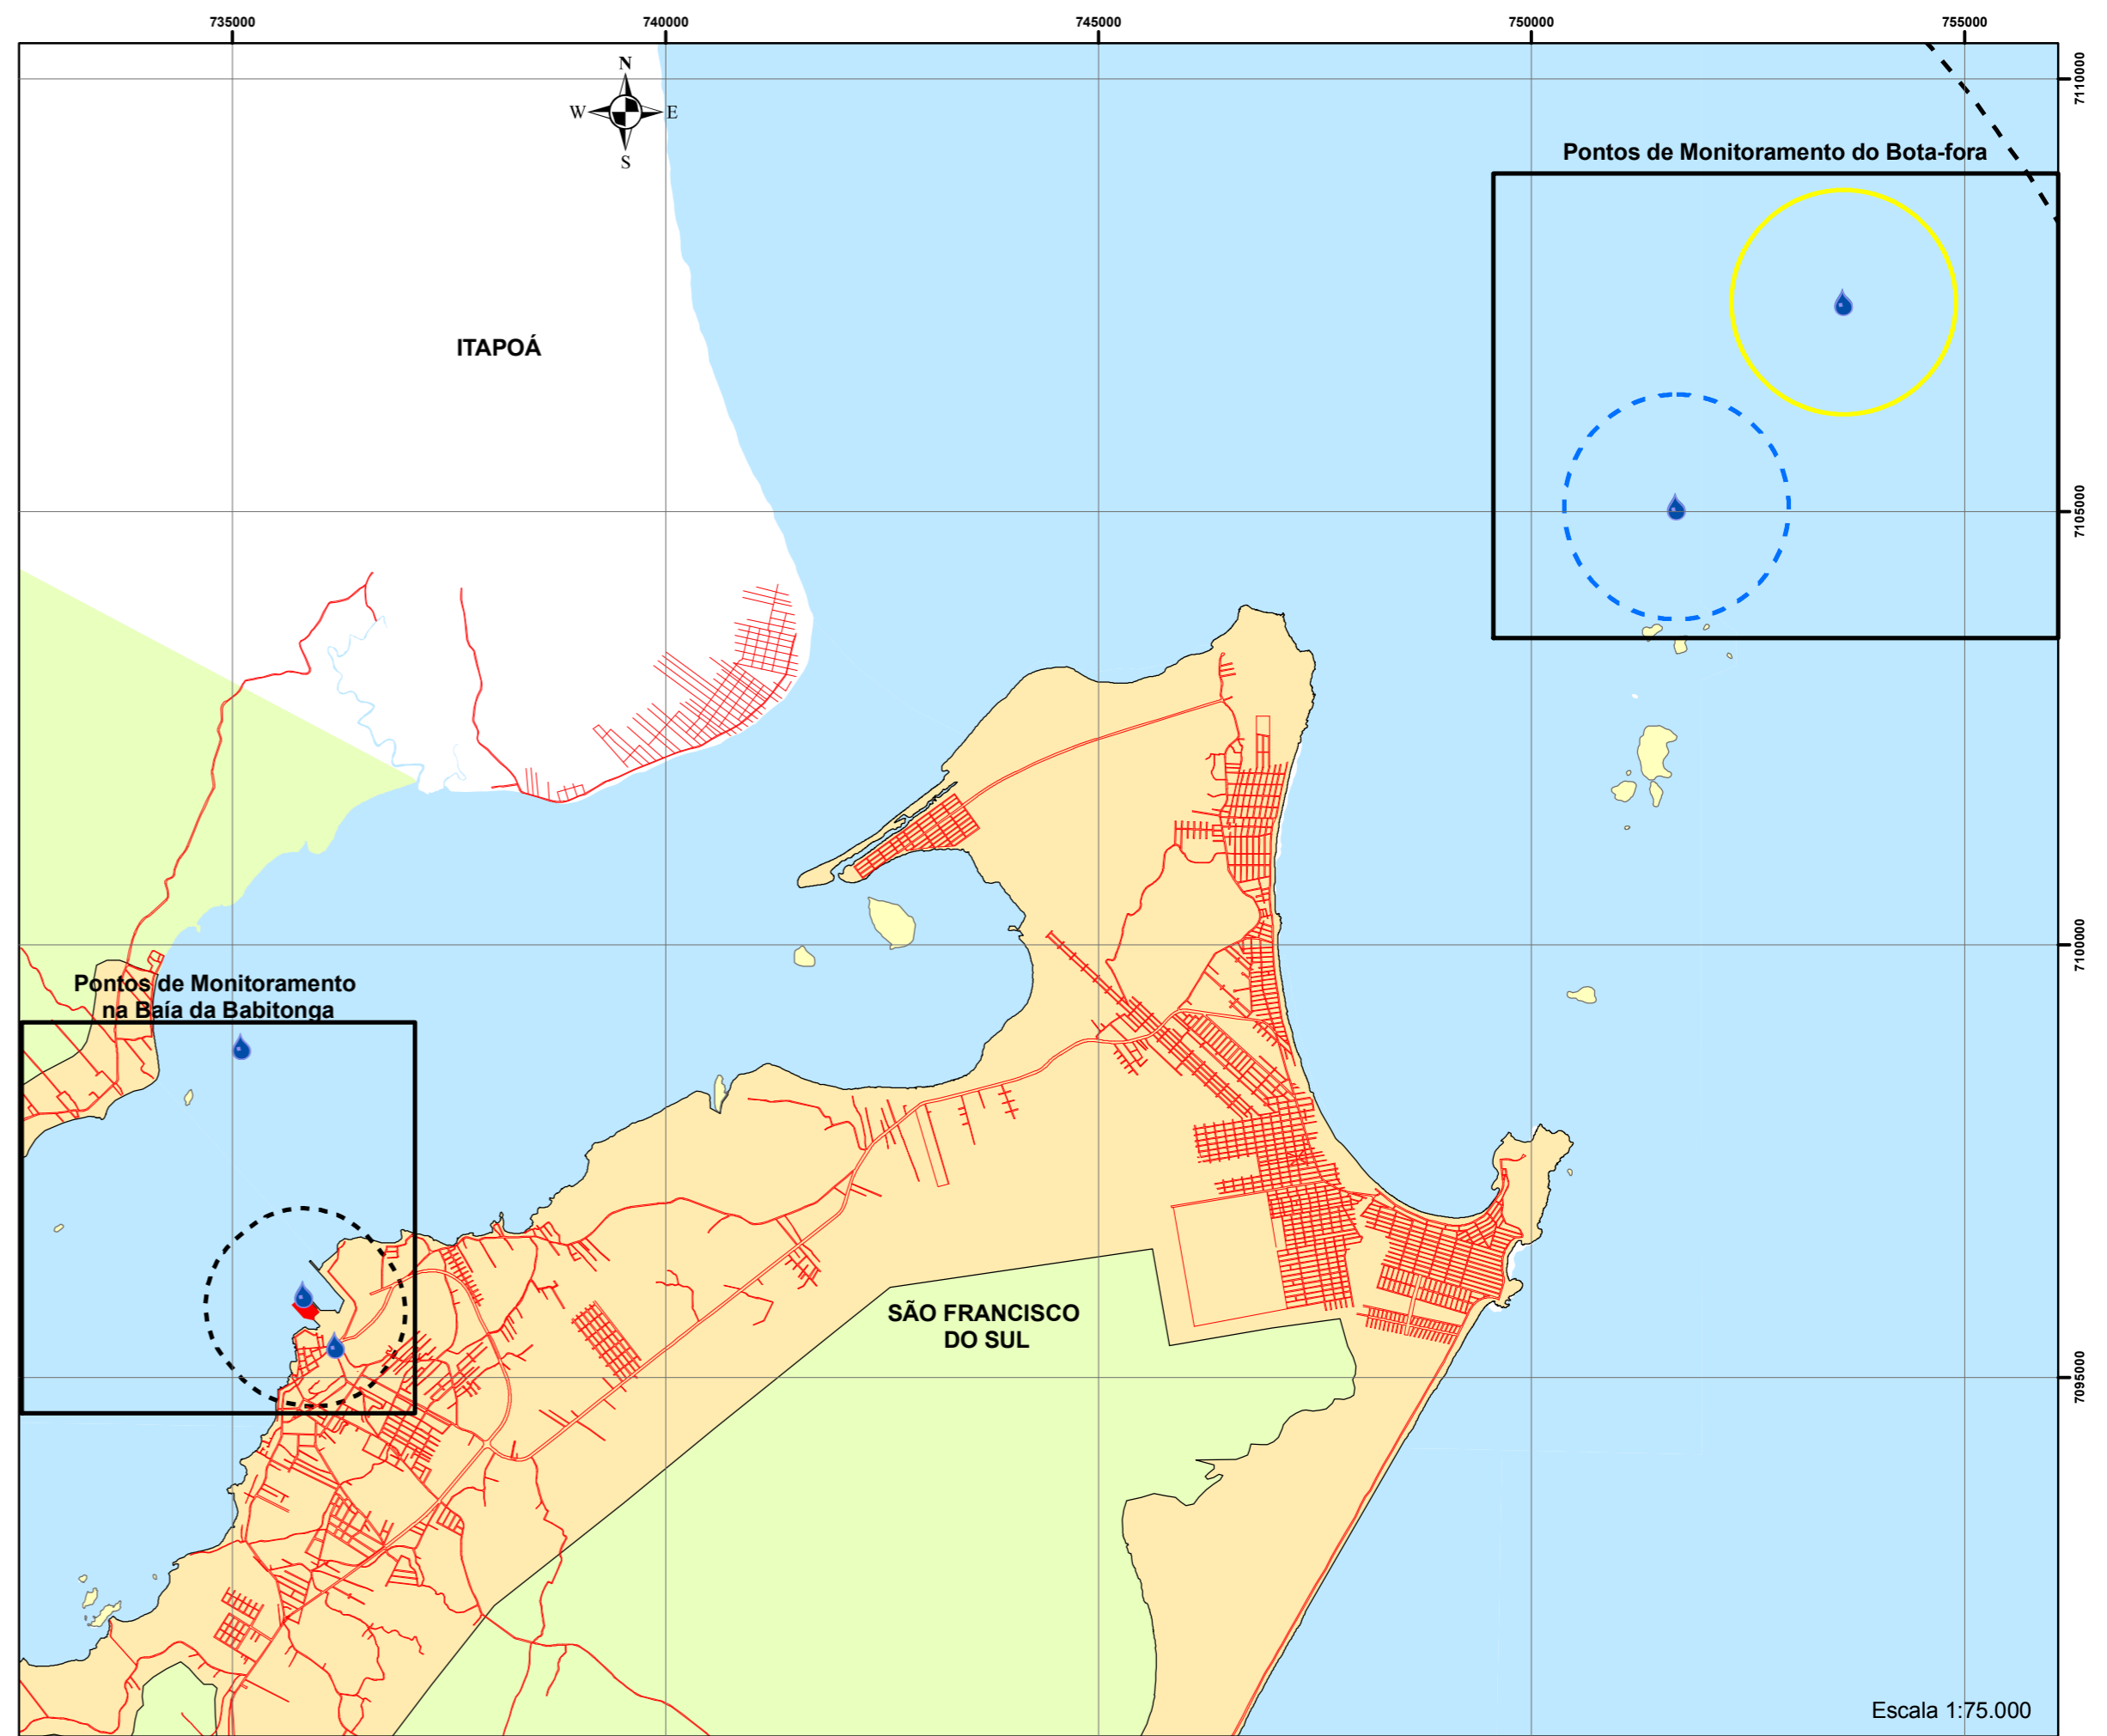 735000
740000
745000
750000
755000
N
W
E
S
7110000
Pontos de Monitoramento do Bota-fora
ITAPOÁ
7105000
7100000
Pontos de Monitoramento
na Baía da Babitonga
SÃO FRANCISCO
DO SUL
7095000
Escala 1:75.000